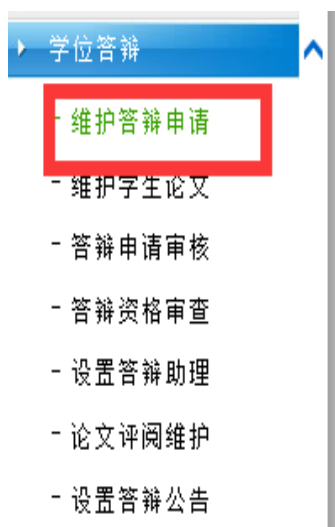 学位答辩
- 维护答辩申请
- 维护学生论文
- 答辩申请审核
- 答辩资格审查
- 设置答辩助理
- 论文评阅维护
- 设置答辩公告